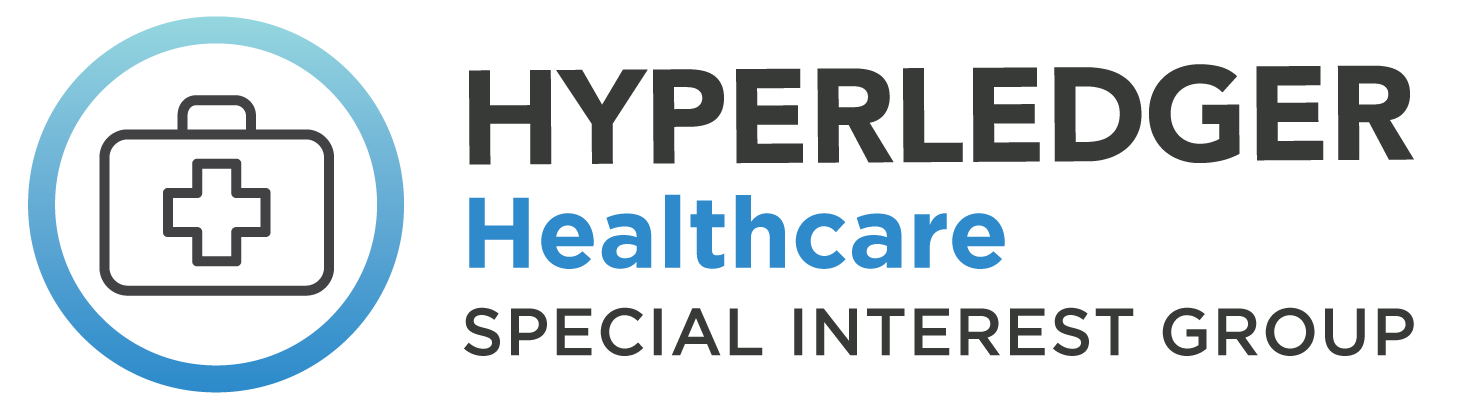 HYPERLEDGER
Healthcare
SPECIAL INTEREST GROUP